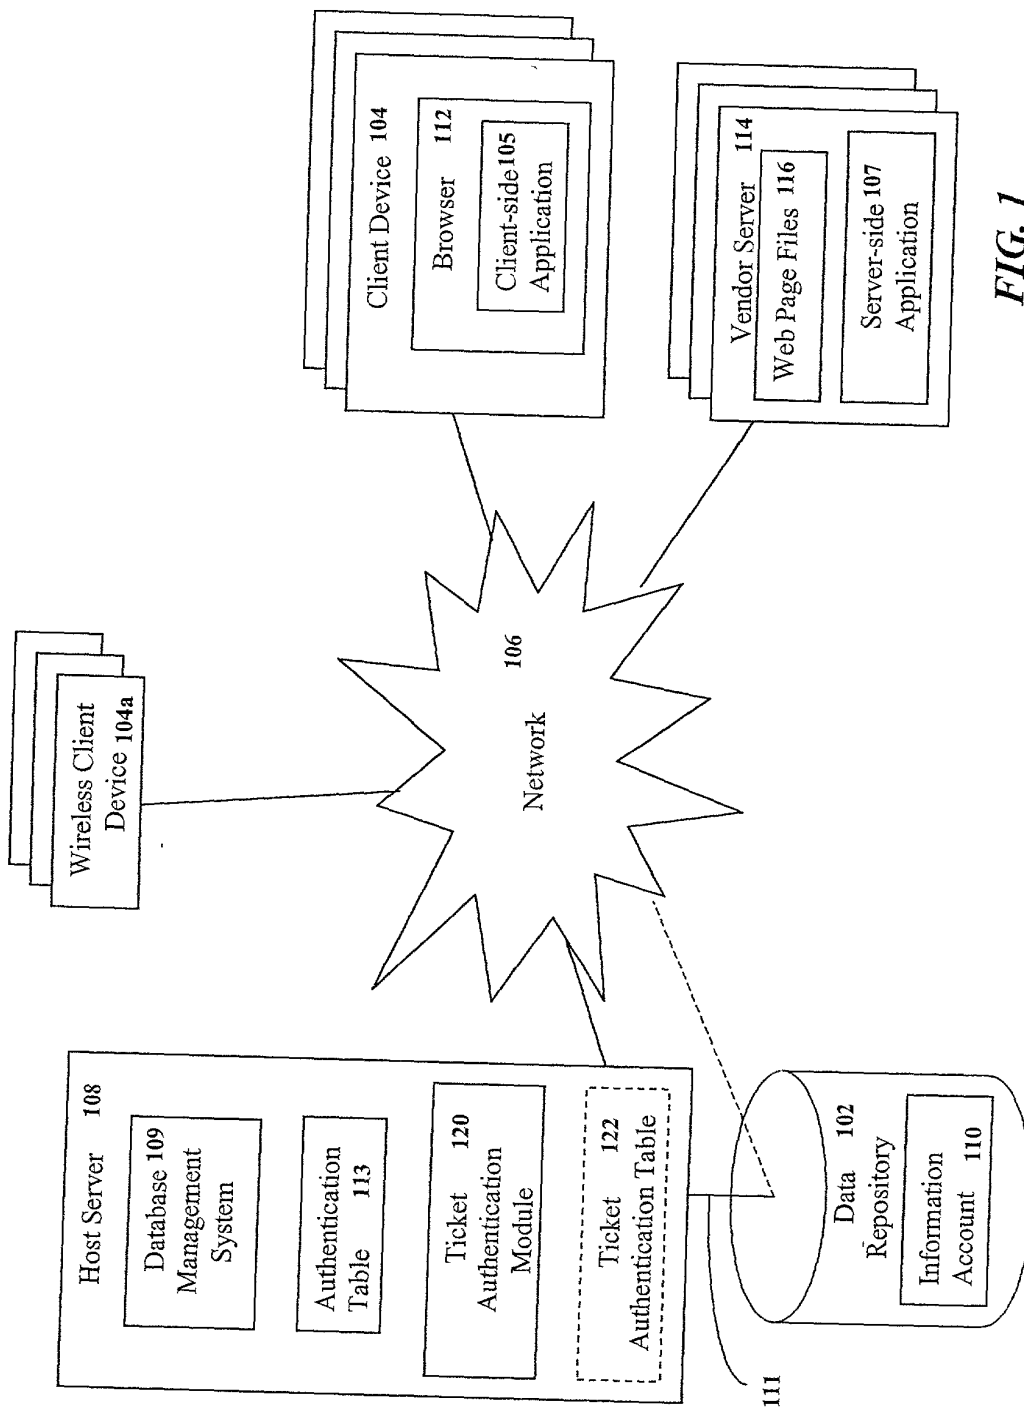 Host Server 108
Database 109
Management
System
Authentication
Table 113
Ticket 120
Authentication
Module
Ticket 122
Authentication Table
111
Data 102
Repository
Information
Account 110
Wireless Client
Device 104a
106
Network
Client Device 104
Browser 112
Client-side 105
Application
Vendor Server 114
Web Page Files 116
Server-side 107
Application
FIG. 1